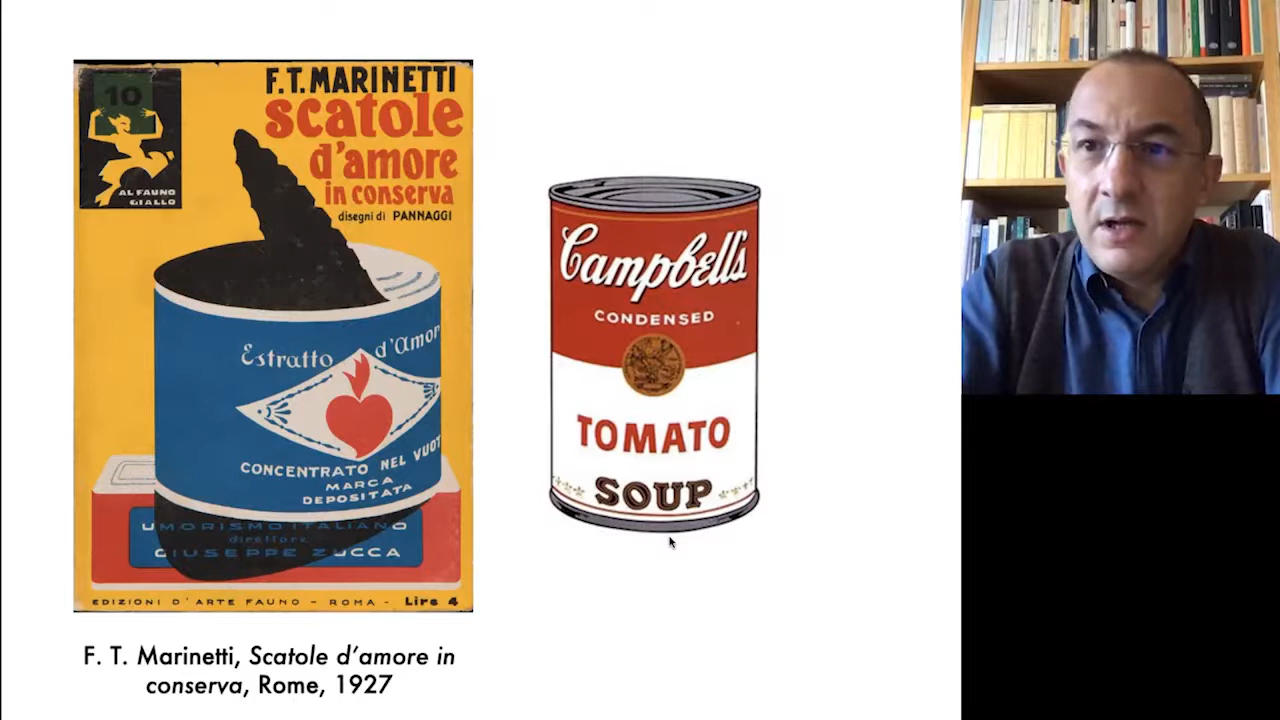 10
AL FAUNO
GIALLO
F.T. MARINETTI
scatole
d'amore
in conserva
disegni di PANNAGGI
Estratto d'Amor
CONCENTRATO NEL VUOT
MARCA
DEPOSITATA
UMORISMO ITALIANO
direttore
GIUSEPPE ZUCCA
EDIZIONI D'ARTE FAUNO - ROMA - Lire 4
F. T. Marinetti, Scatole d'amore in
conserva, Rome, 1927
Campbell's
CONDENSED
TOMATO
SOUP